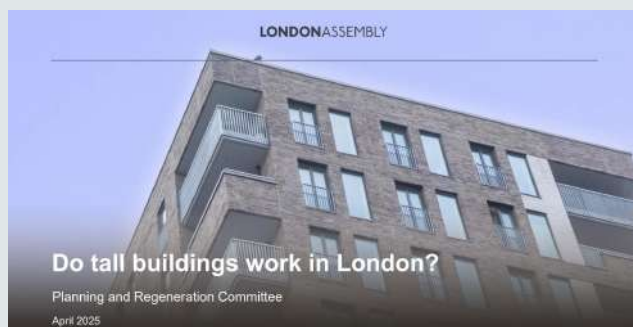 LONDONASSEMBLY
Do tall buildings work in London?
Planning and Regeneration Committee
April 2025